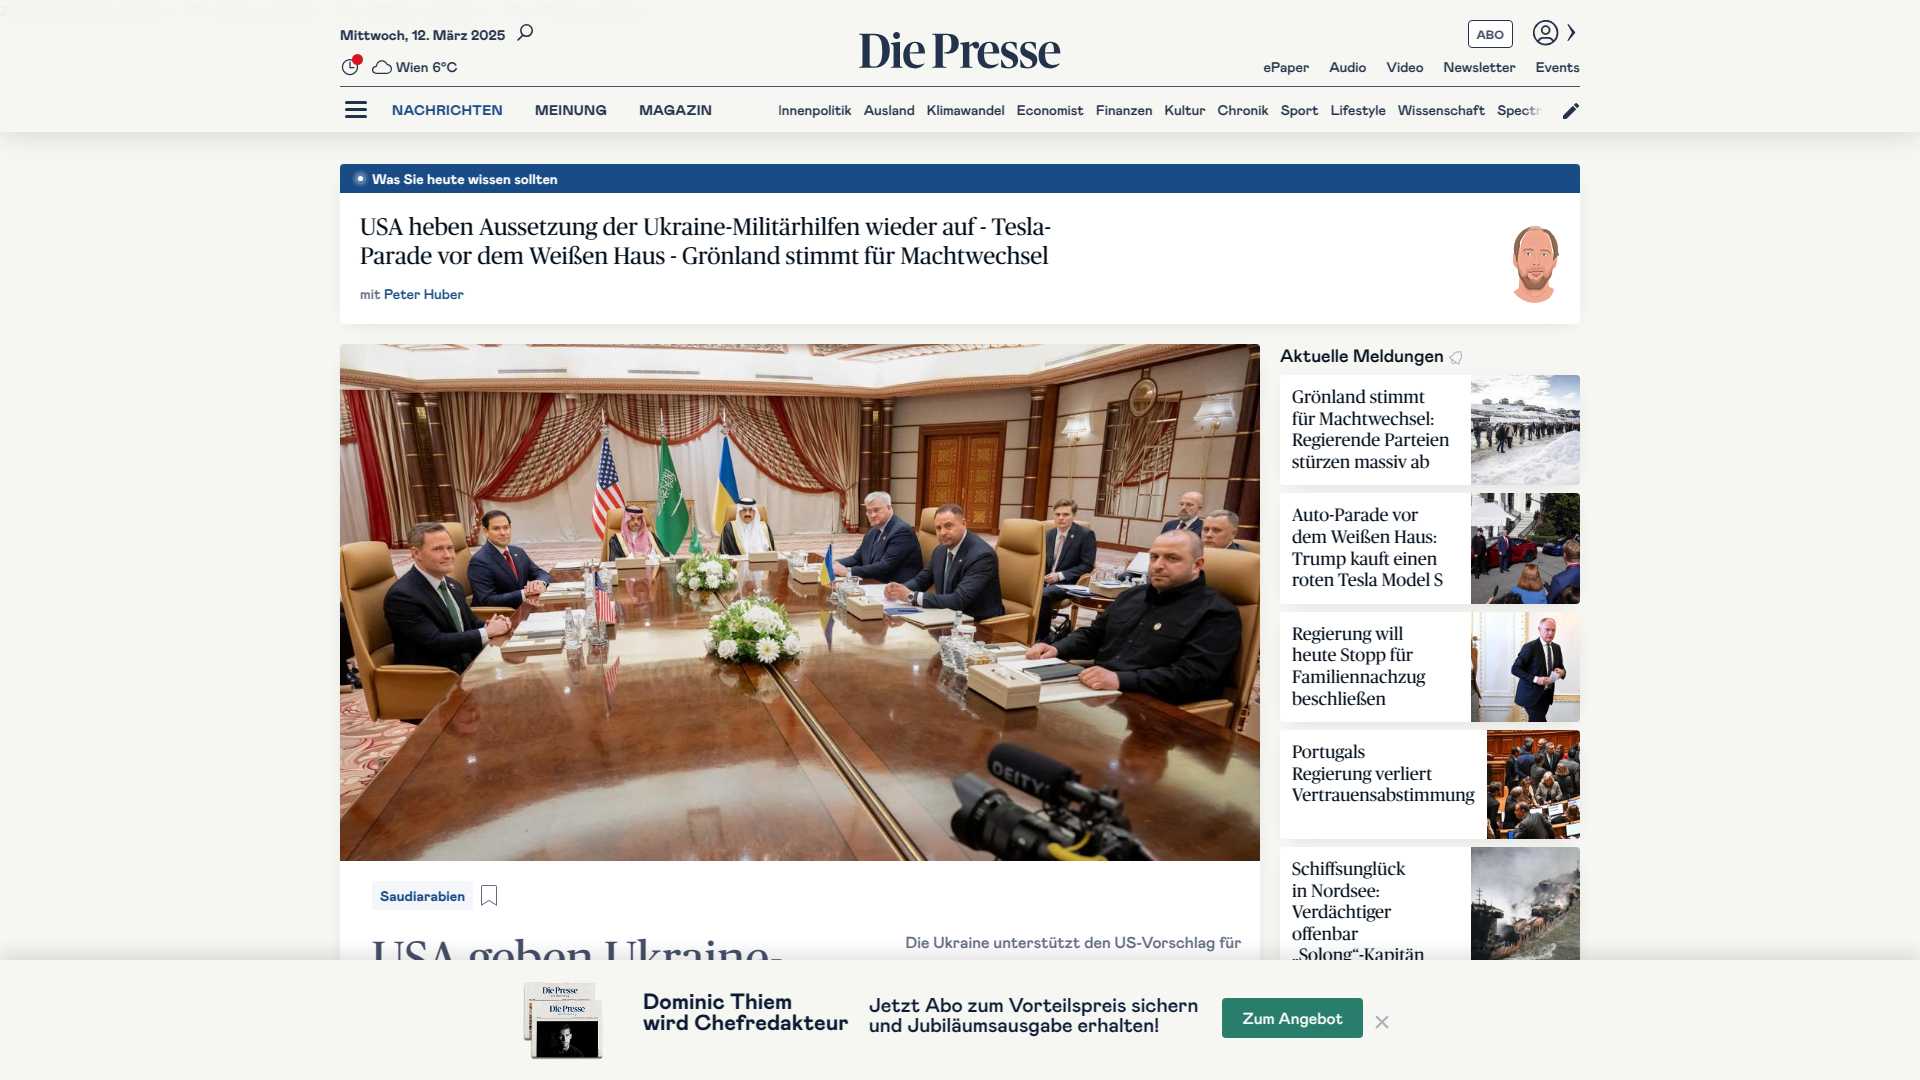 Mittwoch, 12. März 2025
Wien 6°C
Die Presse
ABO
ePaper Audio Video Newsletter Events
NACHRICHTEN MEINUNG MAGAZIN
Innenpolitik Ausland Klimawandel Economist Finanzen Kultur Chronik Sport Lifestyle Wissenschaft Spectr
Was Sie heute wissen sollten
USA heben Aussetzung der Ukraine-Militärhilfen wieder auf - Tesla-
Parade vor dem Weißen Haus - Grönland stimmt für Machtwechsel
mit Peter Huber
DEITY
Saudiarabien
USA geben Ukraine-
Die Ukraine unterstützt den US-Vorschlag für
Aktuelle Meldungen
Grönland stimmt
für Machtwechsel:
Regierende Parteien
stürzen massiv ab
Auto-Parade vor
dem Weißen Haus:
Trump kauft einen
roten Tesla Model S
Regierung will
heute Stopp für
Familiennachzug
beschließen
Portugals
Regierung verliert
Vertrauensabstimmung
Schiffsunglück
in Nordsee:
Verdächtiger
offenbar
„Solong“-Kapitän
Die Presse
Die Presse
Dominic Thiem
wird Chefredakteur
Jetzt Abo zum Vorteilspreis sichern
und Jubiläumsausgabe erhalten!
Zum Angebot